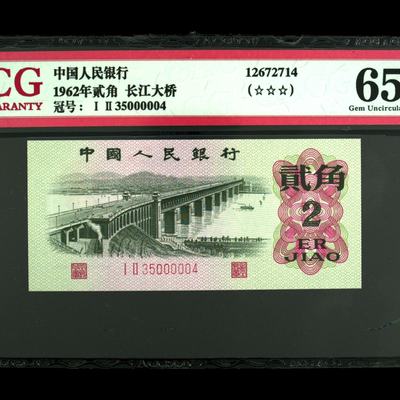 CG
ARANTY
中国人民银行
1962年贰角 长江大桥
冠号: I II 35000004
12672714
(☆☆☆)
65
Gem Uncircula
中國人民銀行
貳角
2
ER
JIAO
I II 35000004